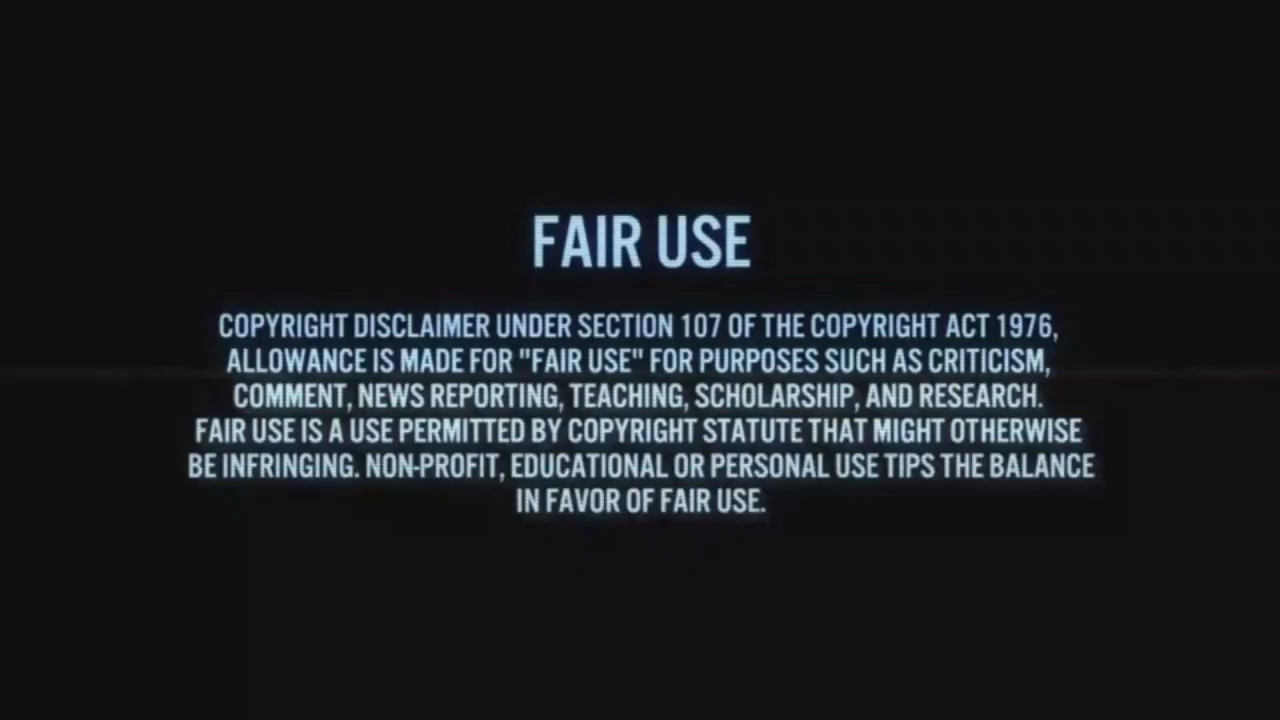 FAIR USE
COPYRIGHT DISCLAIMER UNDER SECTION 107 OF THE COPYRIGHT ACT 1976,
ALLOWANCE IS MADE FOR "FAIR USE" FOR PURPOSES SUCH AS CRITICISM,
COMMENT, NEWS REPORTING, TEACHING, SCHOLARSHIP, AND RESEARCH.
FAIR USE IS A USE PERMITTED BY COPYRIGHT STATUTE THAT MIGHT OTHERWISE
BE INFRINGING. NON-PROFIT, EDUCATIONAL OR PERSONAL USE TIPS THE BALANCE
IN FAVOR OF FAIR USE.